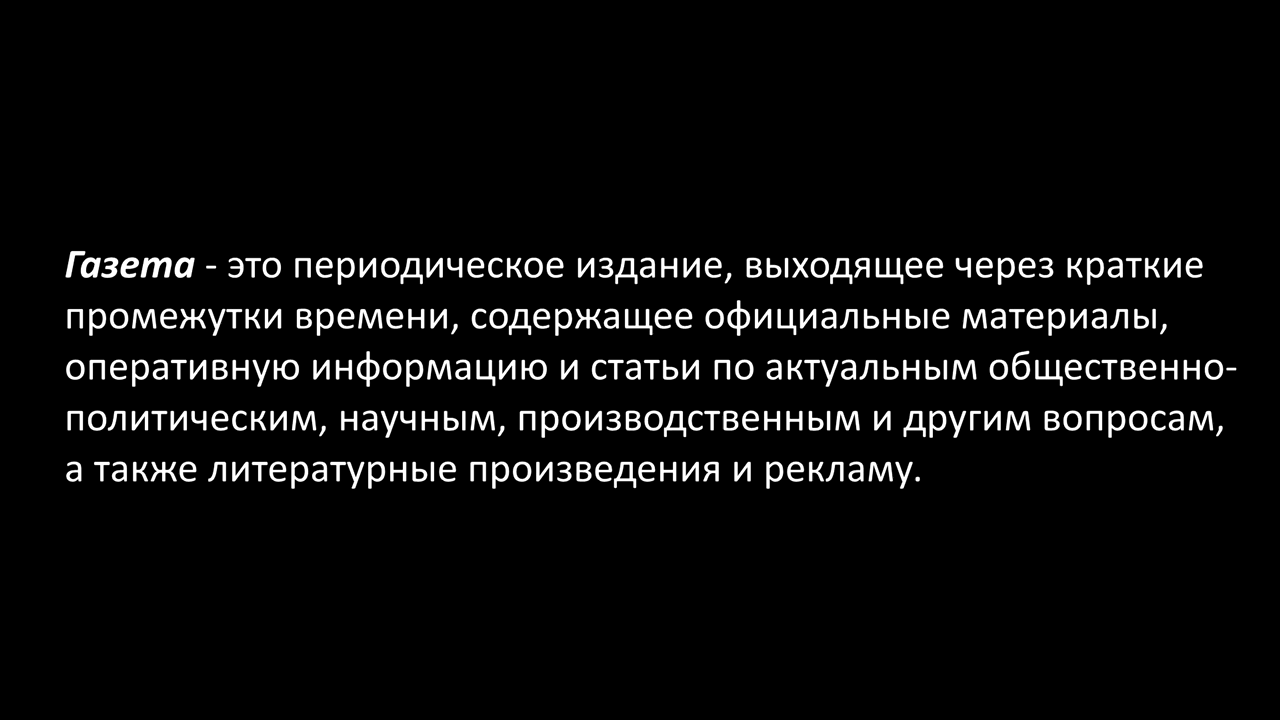 Газета - это периодическое издание, выходящее через краткие
промежутки времени, содержащее официальные материалы,
оперативную информацию и статьи по актуальным общественно-
политическим, научным, производственным и другим вопросам,
а также литературные произведения и рекламу.